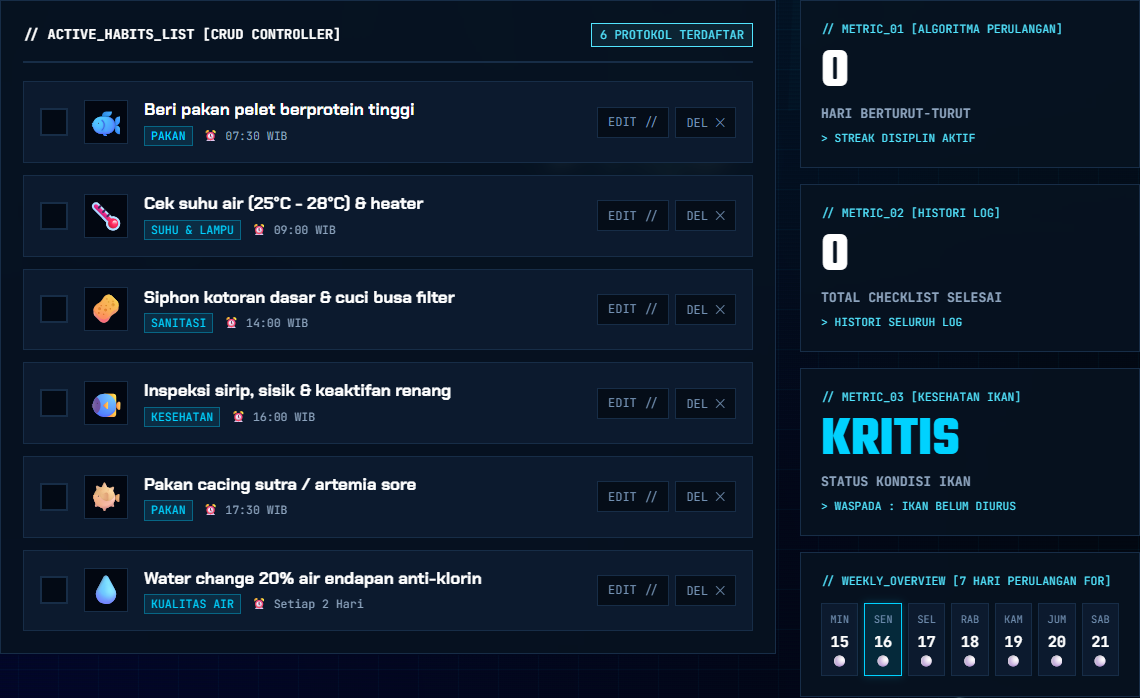 // ACTIVE_HABITS_LIST [CRUD CONTROLLER]
6 PROTOKOL TERDAFTAR
Beri pakan pelet berprotein tinggi
PAKAN
07:30 WIB
EDIT //
DEL ×
Cek suhu air (25°C - 28°C) & heater
SUHU & LAMPU
09:00 WIB
EDIT //
DEL ×
Siphon kotoran dasar & cuci busa filter
SANITASI
14:00 WIB
EDIT //
DEL ×
Inspeksi sirip, sisik & keaktifan renang
KESEHATAN
16:00 WIB
EDIT //
DEL ×
Pakan cacing sutra / artemia sore
PAKAN
17:30 WIB
EDIT //
DEL ×
Water change 20% air endapan anti-klorin
KUALITAS AIR
Setiap 2 Hari
EDIT //
DEL ×
// METRIC_01 [ALGORITMA PERULANGAN]
0
HARI BERTURUT-TURUT
> STREAK DISIPLIN AKTIF
// METRIC_02 [HISTORI LOG]
0
TOTAL CHECKLIST SELESAI
> HISTORI SELURUH LOG
// METRIC_03 [KESEHATAN IKAN]
KRITIS
STATUS KONDISI IKAN
> WASPADA : IKAN BELUM DIURUS
// WEEKLY_OVERVIEW [7 HARI PERULANGAN FOR]
MIN SEN SEL RAB KAM JUM SAB
15 16 17 18 19 20 21